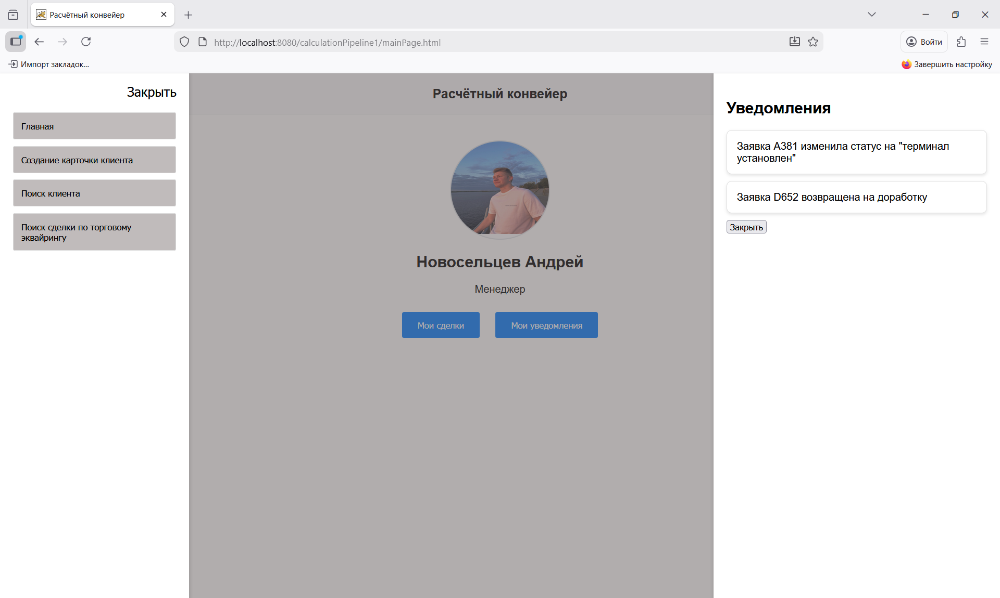 Расчётный конвейер
http://localhost:8080/calculationPipeline1/mainPage.html
Войти
Импорт закладок...
Завершить настройку
Закрыть
Главная
Создание карточки клиента
Поиск клиента
Поиск сделки по торговому
эквайрингу
Расчётный конвейер
Новосельцев Андрей
Менеджер
Мои сделки
Мои уведомления
Уведомления
Заявка A381 изменила статус на "терминал
установлен"
Заявка D652 возвращена на доработку
Закрыть